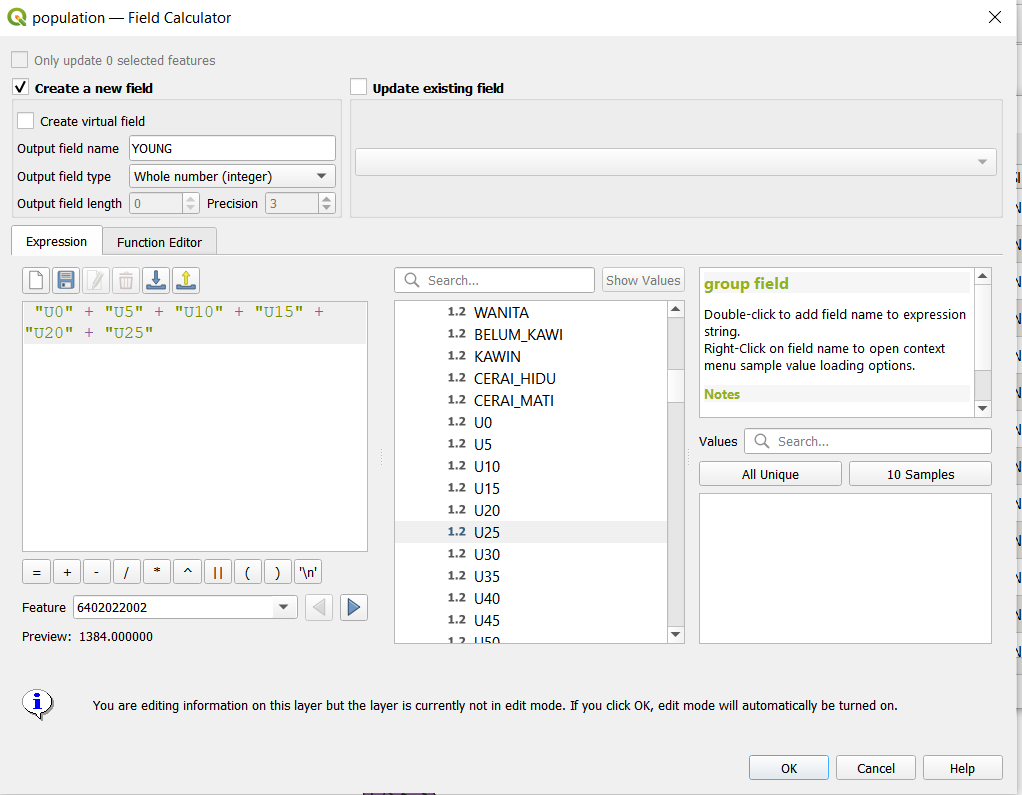 population — Field Calculator
Only update 0 selected features
Create a new field
Update existing field
Create virtual field
Output field name YOUNG
Output field type Whole number (integer)
Output field length 0 Precision 3
Expression Function Editor
Search... Show Values
"U0" + "U5" + "U10" + "U15" +
"U20" + "U25"
= + - / * ^ || ( ) '\n'
Feature 6402022002
Preview: 1384.000000
1.2 WANITA
1.2 BELUM_KAWI
1.2 KAWIN
1.2 CERAI_HIDU
1.2 CERAI_MATI
1.2 U0
1.2 U5
1.2 U10
1.2 U15
1.2 U20
1.2 U25
1.2 U30
1.2 U35
1.2 U40
1.2 U45
1.2 U50
group field
Double-click to add field name to expression
string.
Right-Click on field name to open context
menu sample value loading options.
Notes
Values Search...
All Unique 10 Samples
You are editing information on this layer but the layer is currently not in edit mode. If you click OK, edit mode will automatically be turned on.
OK Cancel Help